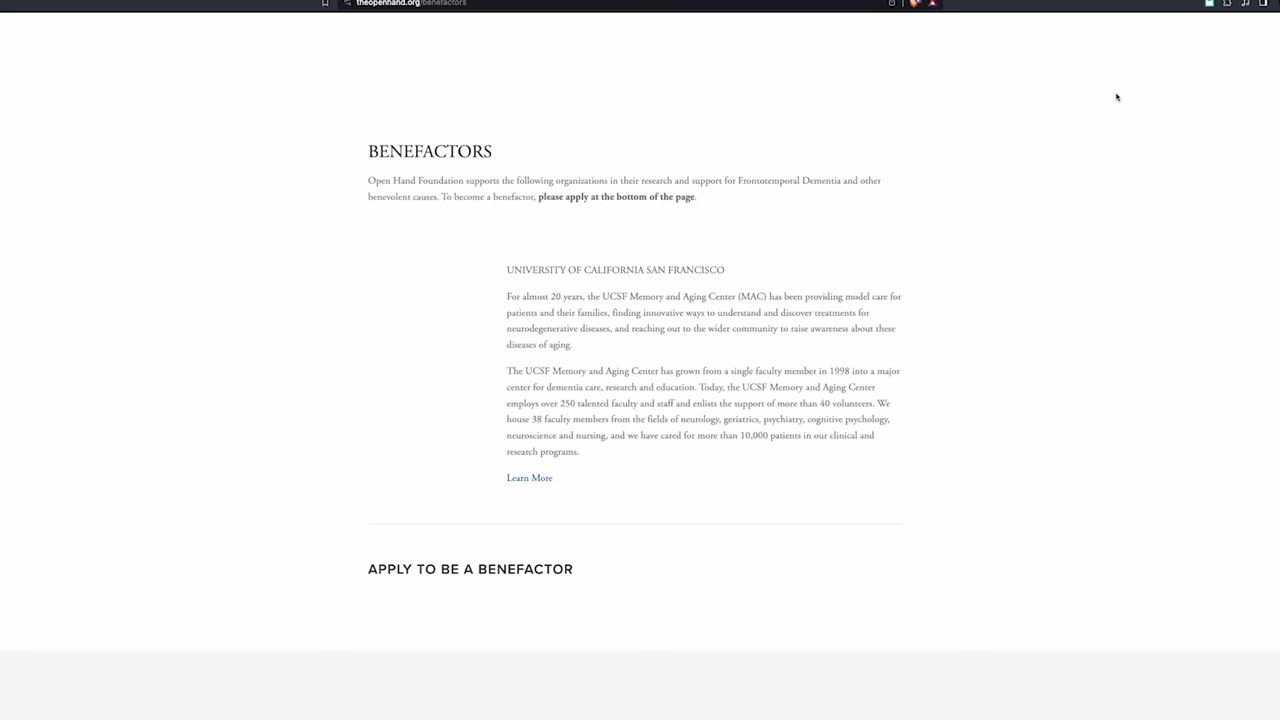 theopenhand.org/benefactors
BENEFACTORS
Open Hand Foundation supports the following organizations in their research and support for Frontotemporal Dementia and other
benevolent causes. To become a benefactor, please apply at the bottom of the page.
UNIVERSITY OF CALIFORNIA SAN FRANCISCO
For almost 20 years, the UCSF Memory and Aging Center (MAC) has been providing model care for
patients and their families, finding innovative ways to understand and discover treatments for
neurodegenerative diseases, and reaching out to the wider community to raise awareness about these
diseases of aging.
The UCSF Memory and Aging Center has grown from a single faculty member in 1998 into a major
center for dementia care, research and education. Today, the UCSF Memory and Aging Center
employs over 250 talented faculty and staff and enlists the support of more than 40 volunteers. We
house 38 faculty members from the fields of neurology, geriatrics, psychiatry, cognitive psychology,
neuroscience and nursing, and we have cared for more than 10,000 patients in our clinical and
research programs.
Learn More
APPLY TO BE A BENEFACTOR